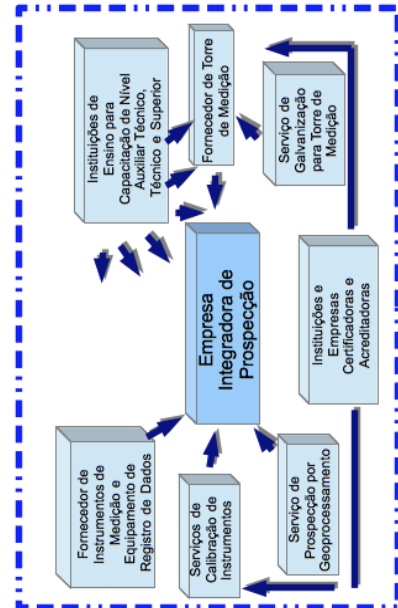 Fornecedor de
Instrumentos de
Medição e
Equipamento de
Registro de Dados
Instituições de
Ensino para
Capacitação de Nível
Auxiliar Técnico,
Técnico e Superior
Serviços de
Calibração de
Instrumentos
Empresa
Integradora de
Prospecção
Fornecedor de Torre
de Medição
Serviço de
Prospecção por
Geoprocessamento
Serviço de
Galvanização
para Torre de
Medição
Instituições e
Empresas
Certificadoras e
Acreditadoras